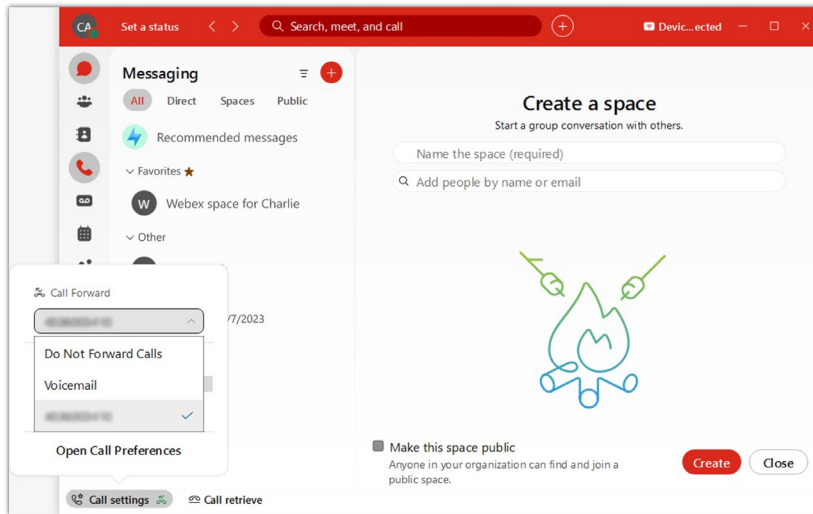 CA
Set a status
Search, meet, and call
Devic...ected
Messaging
All Direct Spaces Public
Recommended messages
Favorites
W Webex space for Charlie
Other
/7/2023
Create a space
Start a group conversation with others.
Name the space (required)
Add people by name or email
Make this space public
Anyone in your organization can find and join a
public space.
Create Close
Call Forward
Do Not Forward Calls
Voicemail
Open Call Preferences
Call settings Call retrieve